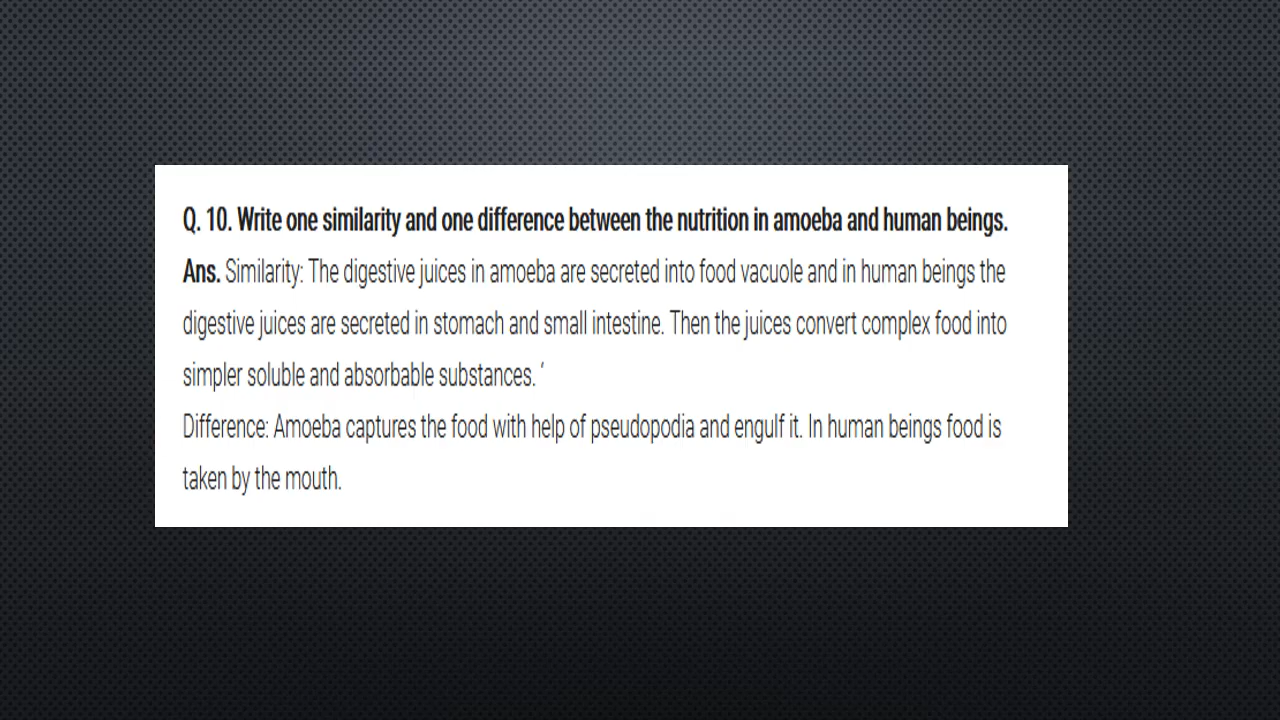 Q. 10. Write one similarity and one difference between the nutrition in amoeba and human beings.
Ans. Similarity: The digestive juices in amoeba are secreted into food vacuole and in human beings the
digestive juices are secreted in stomach and small intestine. Then the juices convert complex food into
simpler soluble and absorbable substances. ‘
Difference: Amoeba captures the food with help of pseudopodia and engulf it. In human beings food is
taken by the mouth.